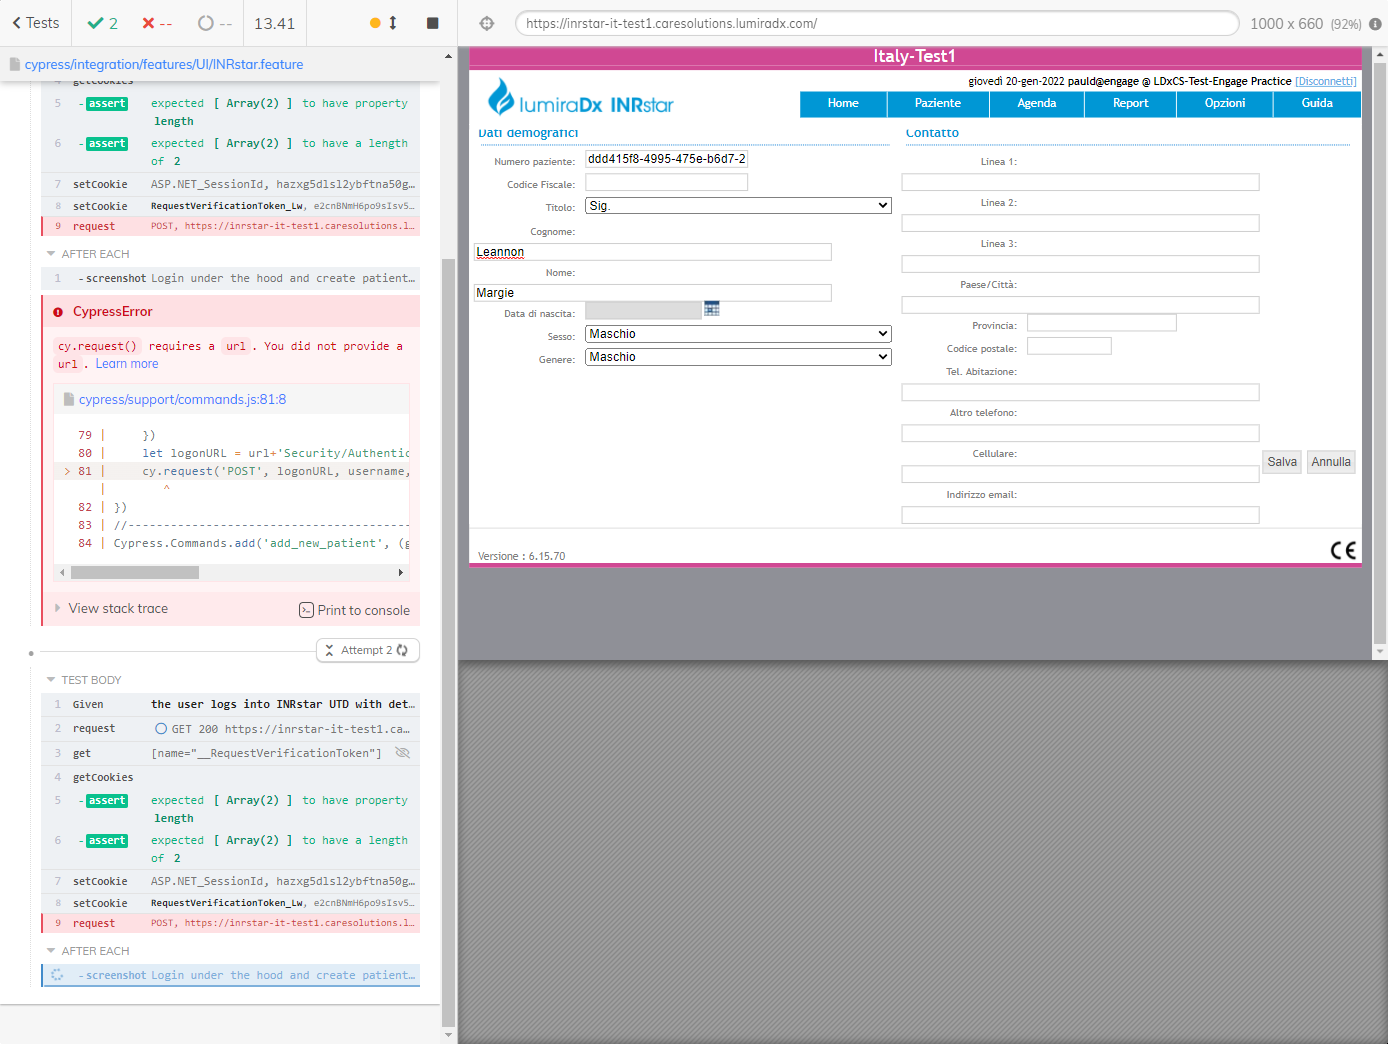 Tests
2
--
--
13.41
https://inrstar-it-test1.caresolutions.lumiradx.com/
1000 x 660 (92%)
cypress/integration/features/UI/INRstar.feature
4 getCookies
5 -assert expected [ Array(2) ] to have property
length
6 -assert expected [ Array(2) ] to have a length
of 2
7 setCookie ASP.NET_SessionId, hazxg5dlsl2ybftna50g…
8 setCookie RequestVerificationToken_Lw, e2cnBNmH6po9sIsv5…
9 request POST, https://inrstar-it-test1.caresolutions.l…
AFTER EACH
1 -screenshot Login under the hood and create patient…
CypressError
cy.request() requires a url. You did not provide a
url. Learn more
cypress/support/commands.js:81:8
79 | })
80 | let logonURL = url+'Security/Authentic
> 81 | cy.request('POST', logonURL, username,
| ^
82 | })
83 | //----------------------------------------
84 | Cypress.Commands.add('add_new_patient', (g
View stack trace
Print to console
Attempt 2
TEST BODY
1 Given the user logs into INRstar UTD with det…
2 request GET 200 https://inrstar-it-test1.ca…
3 get [name="__RequestVerificationToken"]
4 getCookies
5 -assert expected [ Array(2) ] to have property
length
6 -assert expected [ Array(2) ] to have a length
of 2
7 setCookie ASP.NET_SessionId, hazxg5dlsl2ybftna50g…
8 setCookie RequestVerificationToken_Lw, e2cnBNmH6po9sIsv5…
9 request POST, https://inrstar-it-test1.caresolutions.l…
AFTER EACH
-screenshot Login under the hood and create patient…
Italy-Test1
giovedì 20-gen-2022 pauld@engage @ LDxCS-Test-Engage Practice [Disconnetti]
lumiraDx INRstar
Home Paziente Agenda Report Opzioni Guida
Dati demografici
Numero paziente: ddd415f8-4995-475e-b6d7-2
Codice Fiscale:
Titolo: Sig.
Cognome:
Leannon
Nome:
Margie
Data di nascita:
Sesso: Maschio
Genere: Maschio
Contatto
Linea 1:
Linea 2:
Linea 3:
Paese/Città:
Provincia:
Codice postale:
Tel. Abitazione:
Altro telefono:
Cellulare:
Indirizzo email:
Salva Annulla
Versione : 6.15.70
CE